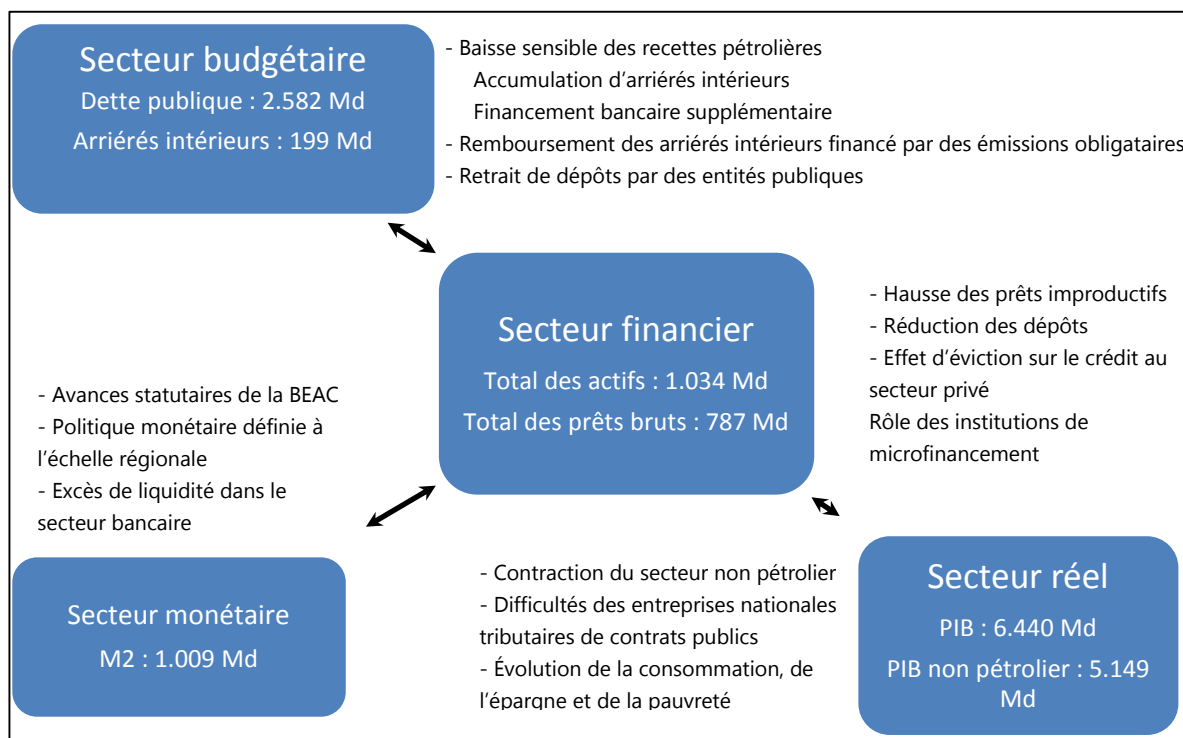 Secteur budgétaire
Dette publique : 2.582 Md
Arriérés intérieurs : 199 Md
- Baisse sensible des recettes pétrolières
Accumulation d'arriérés intérieurs
Financement bancaire supplémentaire
- Remboursement des arriérés intérieurs financé par des émissions obligataires
- Retrait de dépôts par des entités publiques
Secteur financier
Total des actifs : 1.034 Md
Total des prêts bruts : 787 Md
- Hausse des prêts improductifs
- Réduction des dépôts
- Effet d'éviction sur le crédit au
secteur privé
Rôle des institutions de
microfinancement
- Avances statutaires de la BEAC
- Politique monétaire définie à
l'échelle régionale
- Excès de liquidité dans le
secteur bancaire
Secteur monétaire
M2 : 1.009 Md
- Contraction du secteur non pétrolier
- Difficultés des entreprises nationales
tributaires de contrats publics
- Évolution de la consommation, de
l'épargne et de la pauvreté
Secteur réel
PIB : 6.440 Md
PIB non pétrolier : 5.149
Md